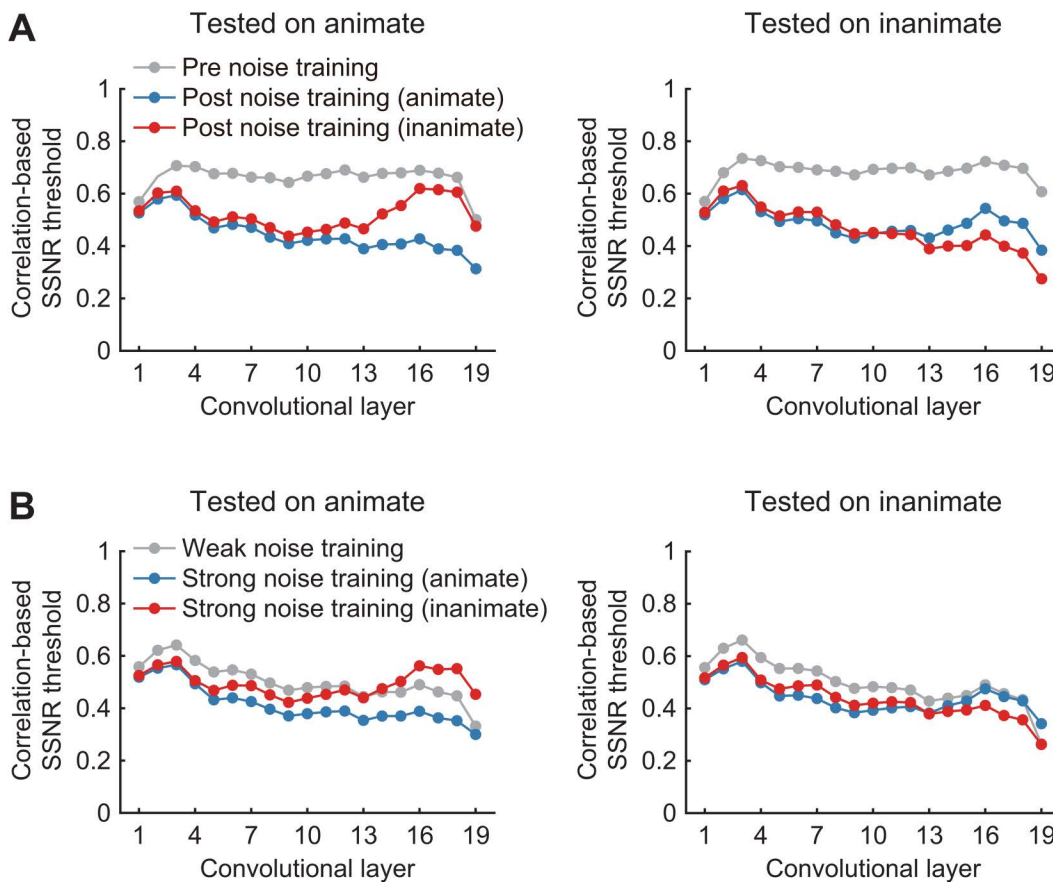 A
Tested on animate
Pre noise training
Post noise training (animate)
Post noise training (inanimate)
Correlation-based
SSNR threshold
1
0.8
0.6
0.4
0.2
0
1 4 7 10 13 16 19
Convolutional layer
Tested on inanimate
Correlation-based
SSNR threshold
1
0.8
0.6
0.4
0.2
0
1 4 7 10 13 16 19
Convolutional layer
B
Tested on animate
Weak noise training
Strong noise training (animate)
Strong noise training (inanimate)
Correlation-based
SSNR threshold
1
0.8
0.6
0.4
0.2
0
1 4 7 10 13 16 19
Convolutional layer
Tested on inanimate
Correlation-based
SSNR threshold
1
0.8
0.6
0.4
0.2
0
1 4 7 10 13 16 19
Convolutional layer